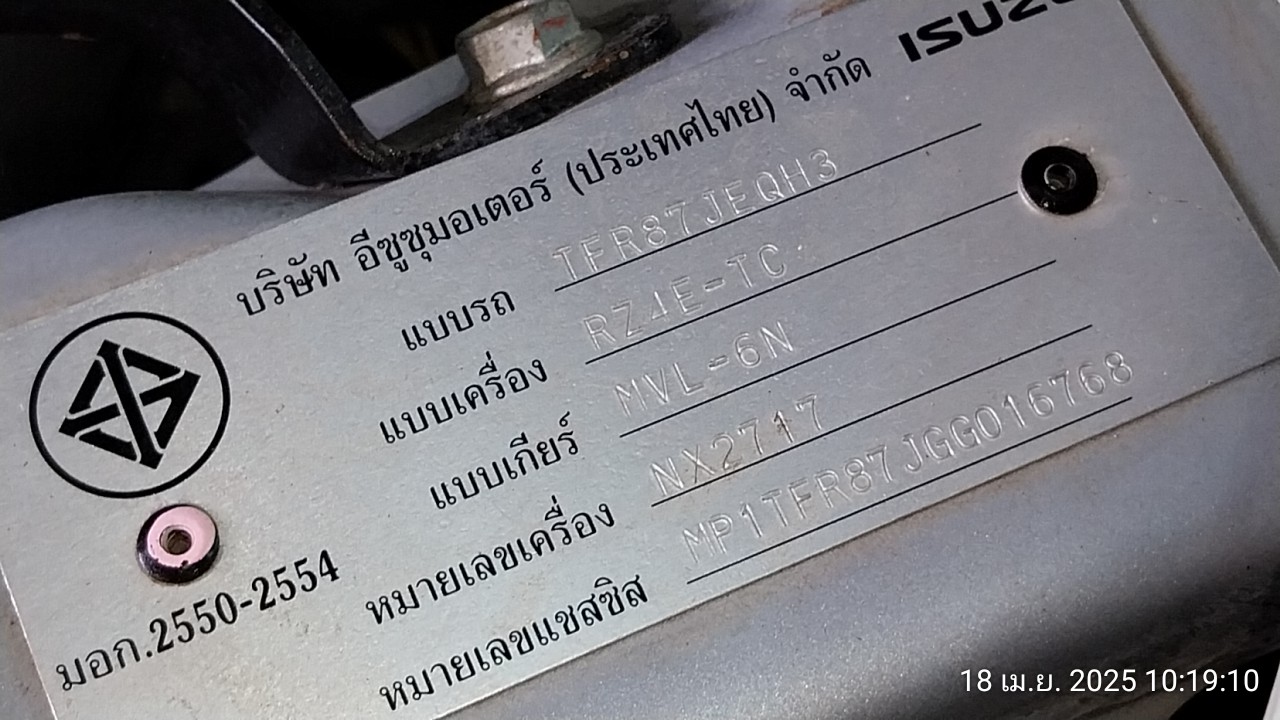 ISUZU
บริษัท อีซูซุมอเตอร์ (ประเทศไทย) จำกัด
แบบรถ TFR87JEQH3
แบบเครื่อง RZ4E-TC
แบบเกียร์ MVL-6N
หมายเลขเครื่อง NX2717
หมายเลขแชสซิส MP1TFR87JGG016768
มอก.2550-2554
18 เม.ย. 2025 10:19:10